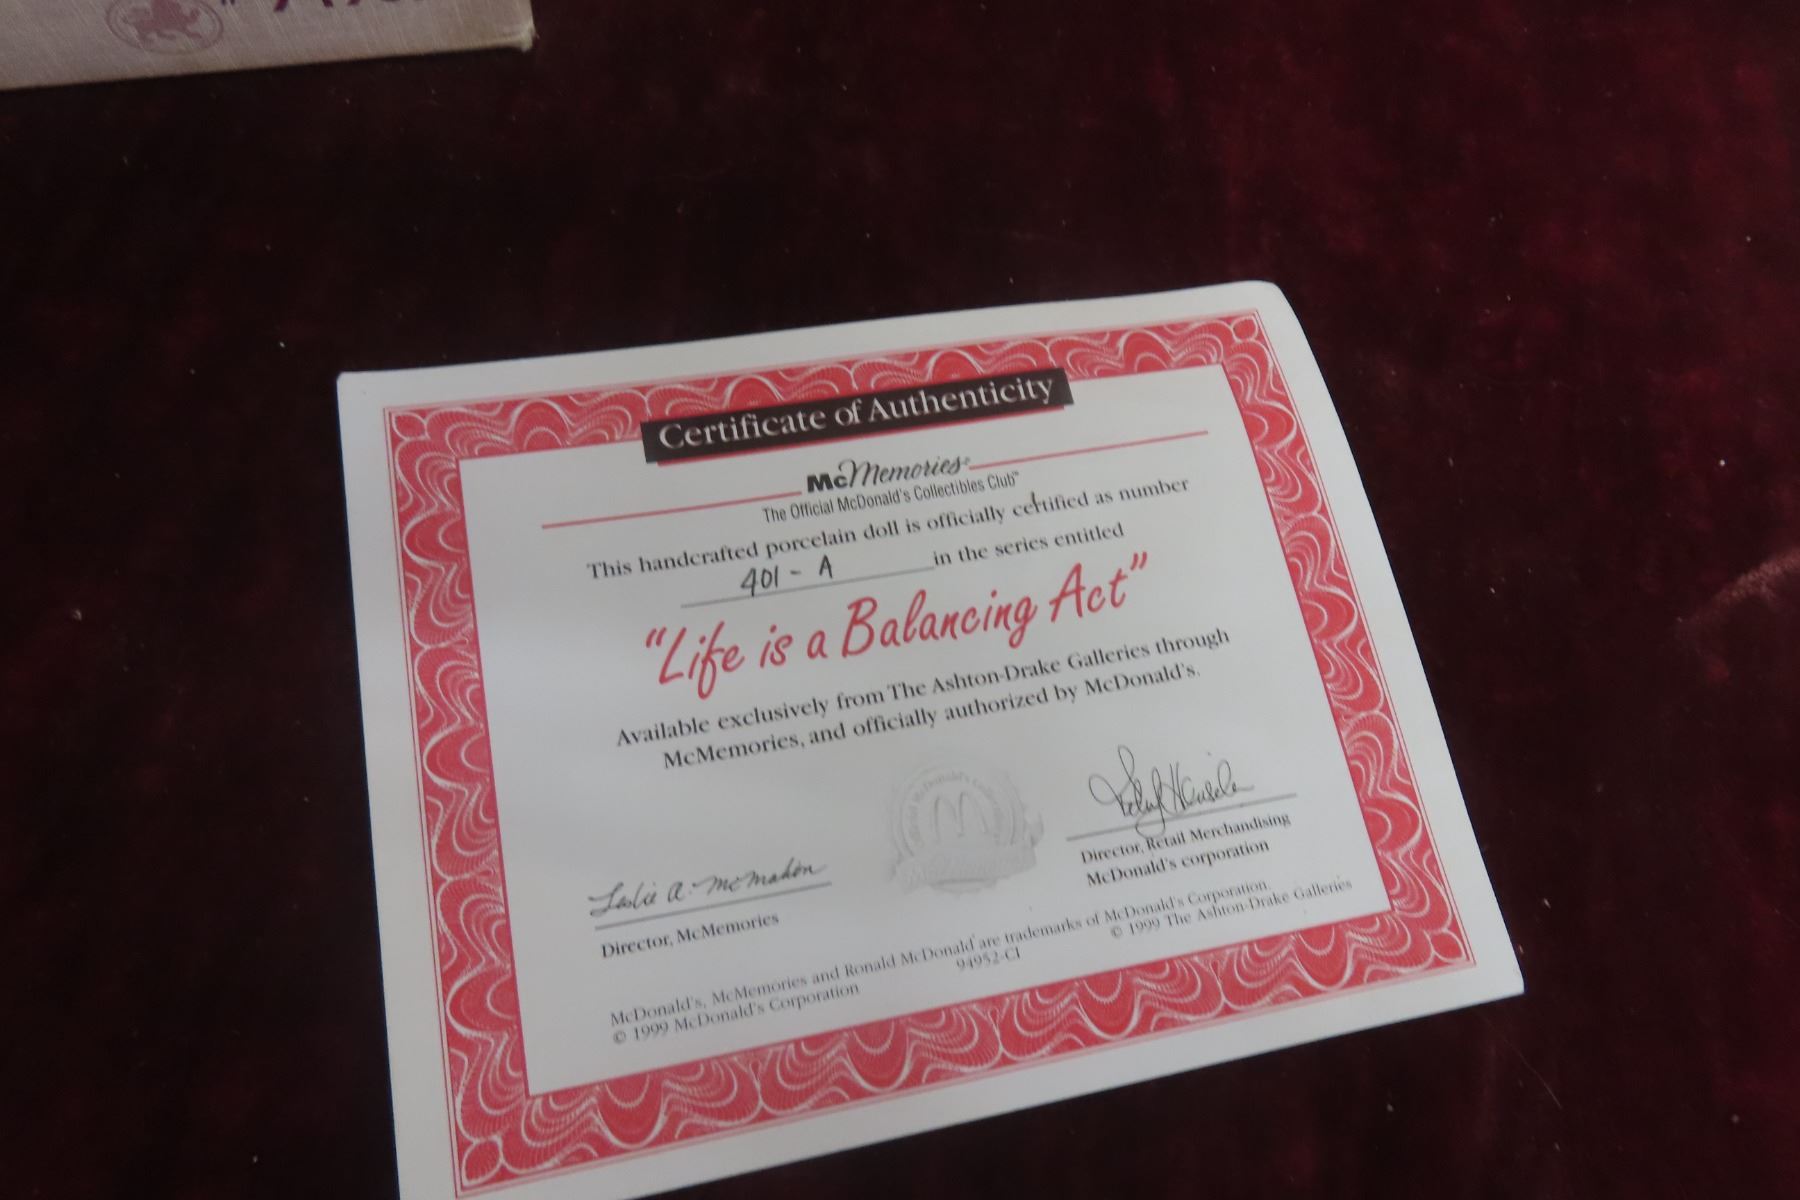 Certificate of Authenticity
McMemories
The Official McDonald's Collectibles Club™
This handcrafted porcelain doll is officially certified as number
401 - A in the series entitled
"Life is a Balancing Act"
Available exclusively from The Ashton-Drake Galleries through
McMemories, and officially authorized by McDonald's.
Leslie A. McMahon
Director, McMemories
Director, Retail Merchandising
McDonald's corporation
McDonald's, McMemories and Ronald McDonald are trademarks of McDonald's Corporation.
© 1999 McDonald's Corporation
94952-CI
© 1999 The Ashton-Drake Galleries